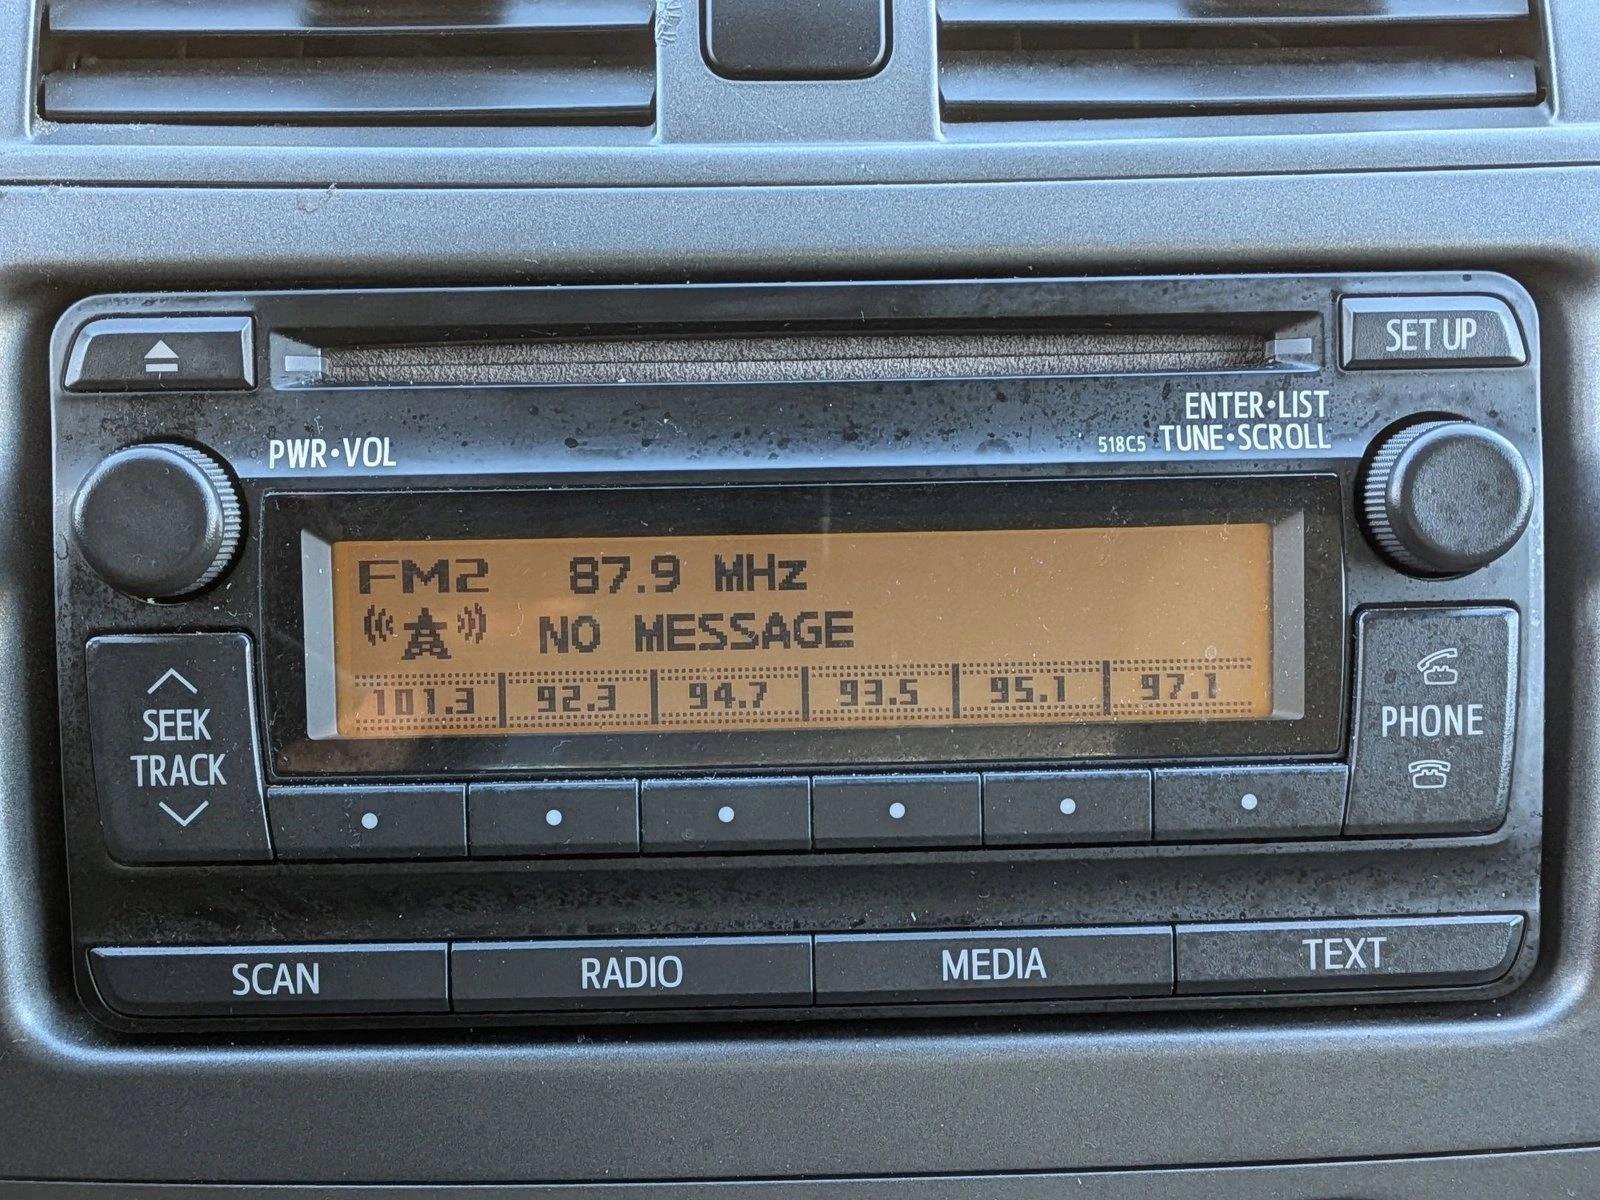 SET UP
ENTER•LIST
PWR•VOL
518C5 TUNE•SCROLL
FM2 87.9 MHz
NO MESSAGE
101.3 92.3 94.7 93.5 95.1 97.1
SEEK
TRACK
PHONE
SCAN RADIO MEDIA TEXT